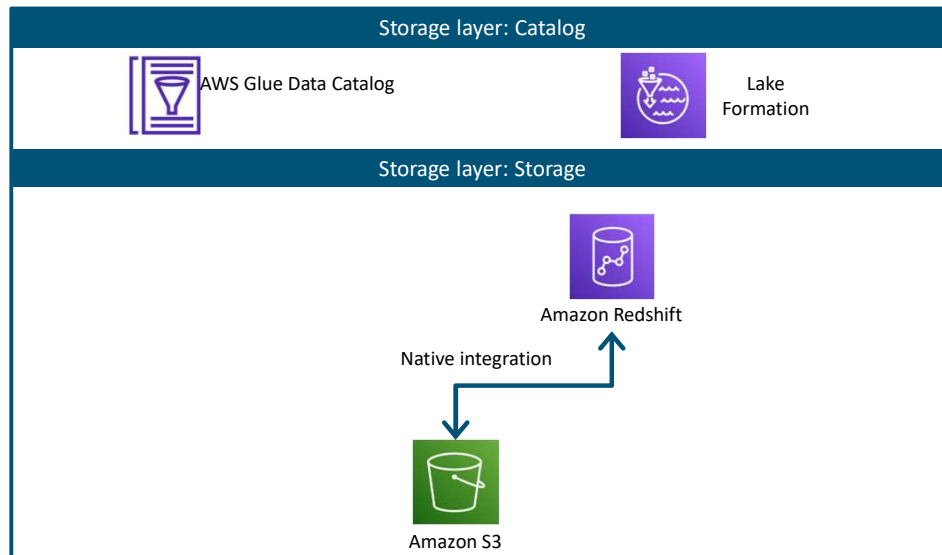 Storage layer: Catalog
AWS Glue Data Catalog
Lake
Formation
Storage layer: Storage
Amazon Redshift
Native integration
Amazon S3